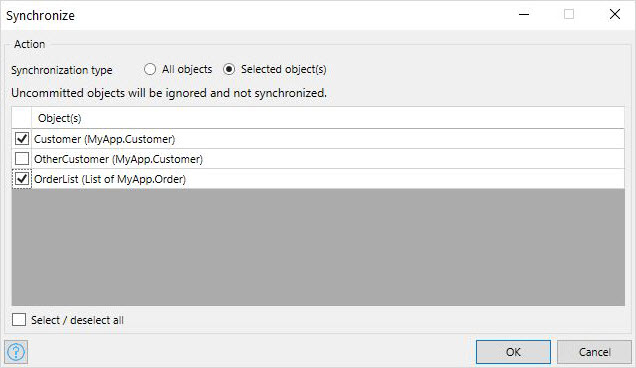 Synchronize
Action
Synchronization type All objects Selected object(s)
Uncommitted objects will be ignored and not synchronized.
Object(s)
Customer (MyApp.Customer)
OtherCustomer (MyApp.Customer)
OrderList (List of MyApp.Order)
Select / deselect all
? OK Cancel